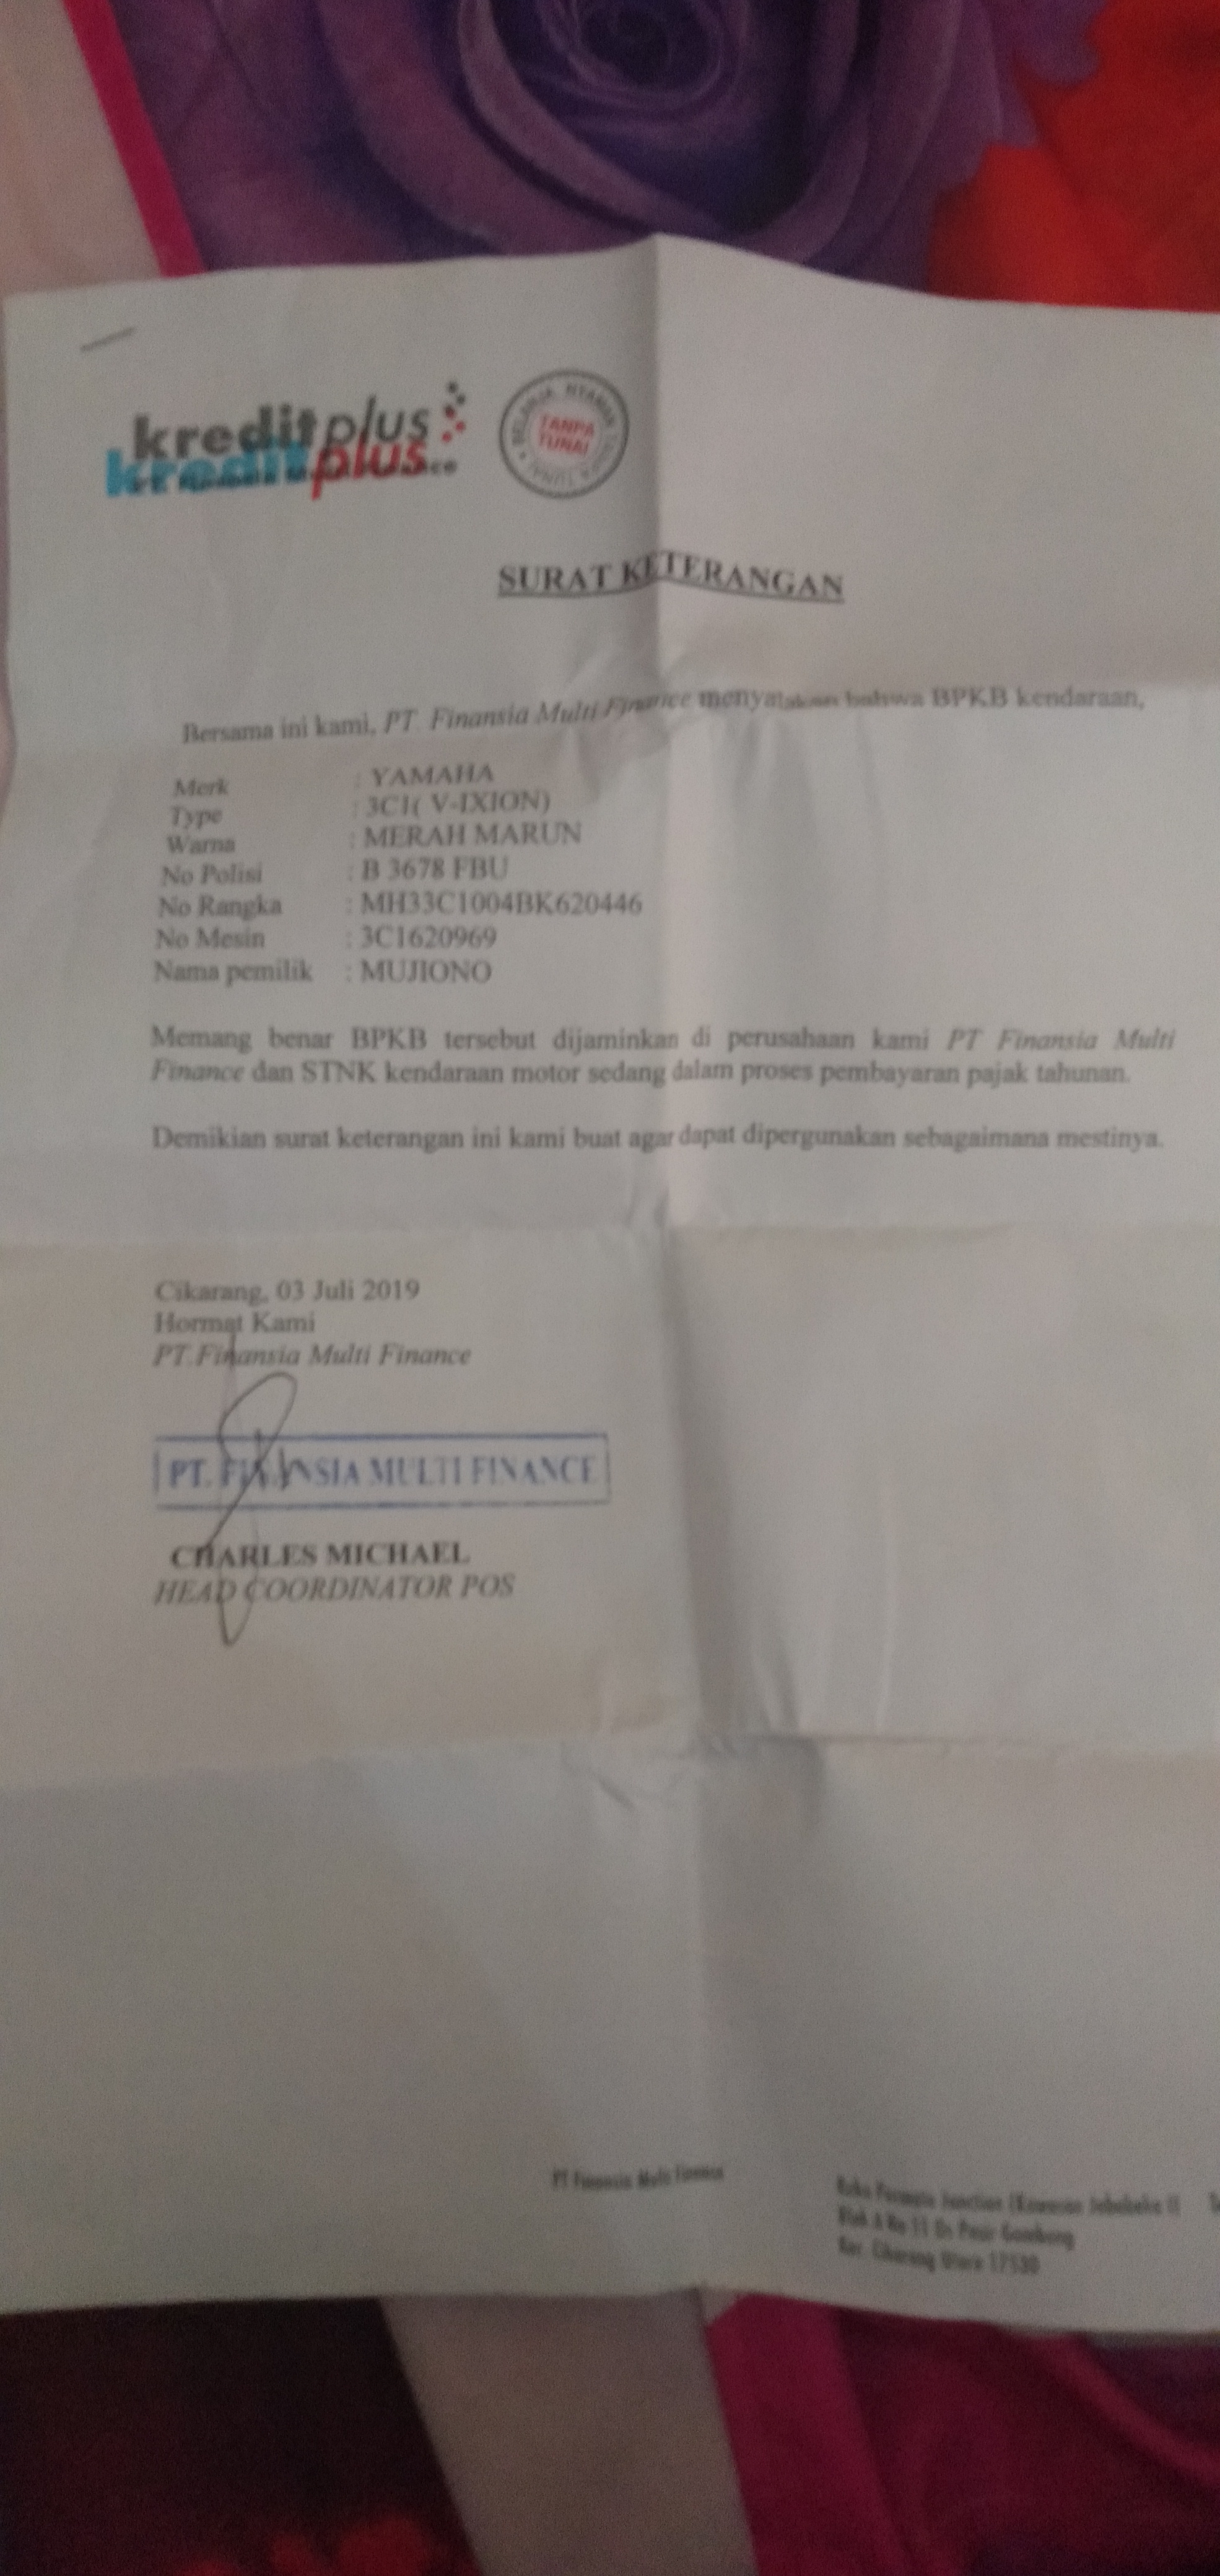 kreditplus
kreditplus
BELANJA NYAMAN TANPA TUNAI
TANPA
TUNAI
SURAT KETERANGAN
Bersama ini kami, PT. Finansia Multi Finance menyatakan bahwa BPKB kendaraan,
Merk : YAMAHA
Type : 3C1( V-IXION)
Warna : MERAH MARUN
No Polisi : B 3678 FBU
No Rangka : MH33C1004BK620446
No Mesin : 3C1620969
Nama pemilik : MUJIONO
Memang benar BPKB tersebut dijaminkan di perusahaan kami PT Finansia Multi
Finance dan STNK kendaraan motor sedang dalam proses pembayaran pajak tahunan.
Demikian surat keterangan ini kami buat agar dapat dipergunakan sebagaimana mestinya.
Cikarang, 03 Juli 2019
Hormat Kami
PT.Finansia Multi Finance
PT. FINANSIA MULTI FINANCE
CHARLES MICHAEL
HEAD COORDINATOR POS
PT Finansia Multi Finance
Ruko Junction (Kawasan Jababeka II
Blok A No 11 Ds Pasir Gombong
Kec. Cikarang Utara 17530